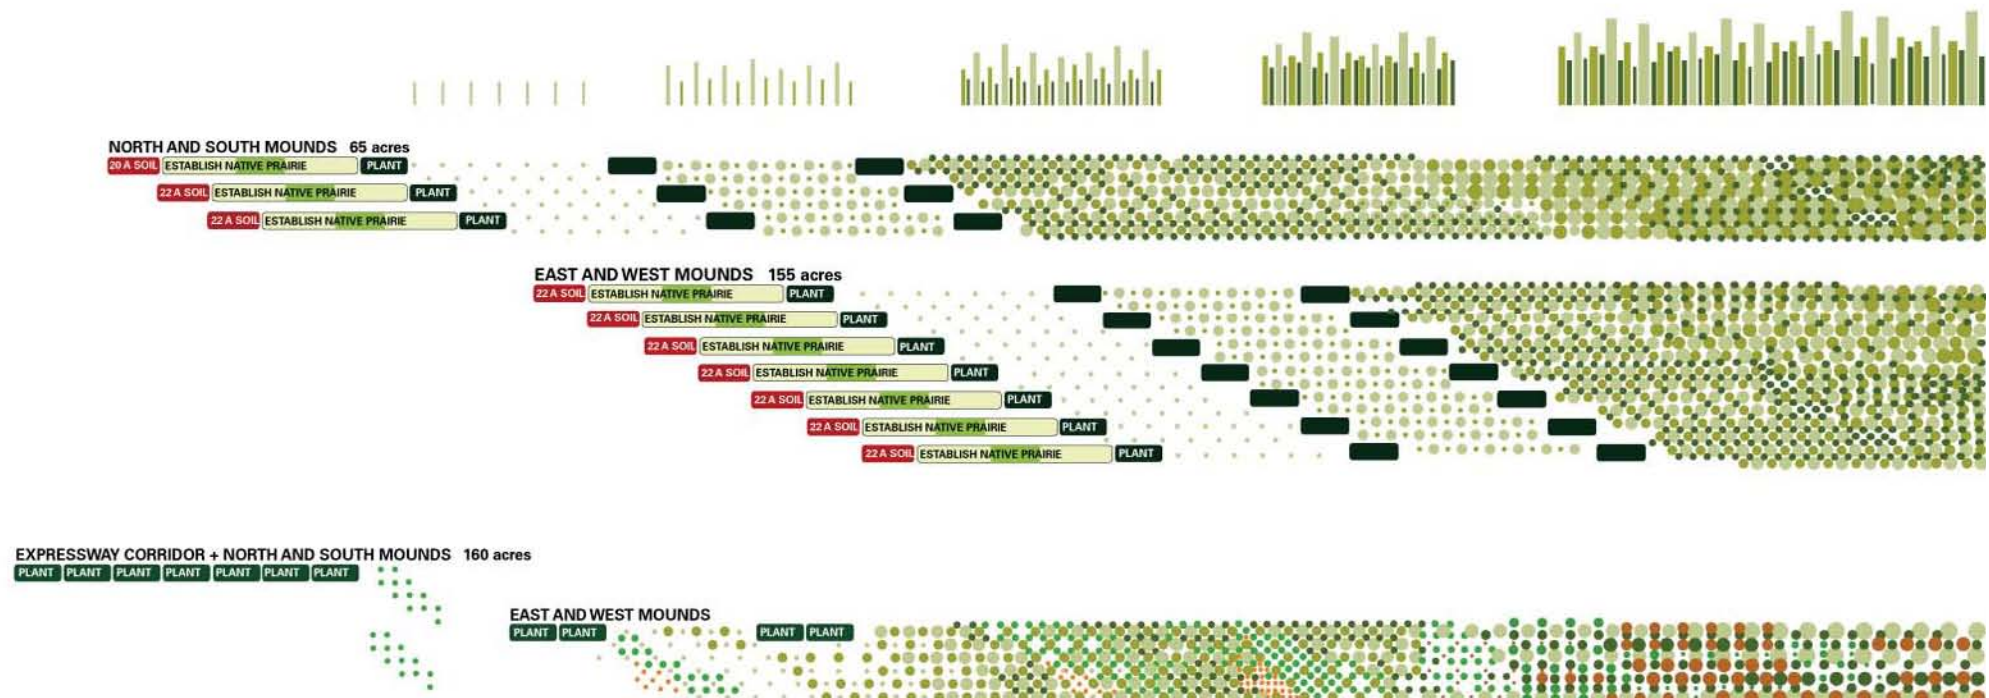 NORTH AND SOUTH MOUNDS 65 acres
20 A SOIL ESTABLISH NATIVE PRAIRIE PLANT
22 A SOIL ESTABLISH NATIVE PRAIRIE PLANT
22 A SOIL ESTABLISH NATIVE PRAIRIE PLANT
EAST AND WEST MOUNDS 155 acres
22 A SOIL ESTABLISH NATIVE PRAIRIE PLANT
22 A SOIL ESTABLISH NATIVE PRAIRIE PLANT
22 A SOIL ESTABLISH NATIVE PRAIRIE PLANT
22 A SOIL ESTABLISH NATIVE PRAIRIE PLANT
22 A SOIL ESTABLISH NATIVE PRAIRIE PLANT
22 A SOIL ESTABLISH NATIVE PRAIRIE PLANT
22 A SOIL ESTABLISH NATIVE PRAIRIE PLANT
EXPRESSWAY CORRIDOR + NORTH AND SOUTH MOUNDS 160 acres
PLANT PLANT PLANT PLANT PLANT PLANT PLANT
EAST AND WEST MOUNDS
PLANT PLANT PLANT PLANT